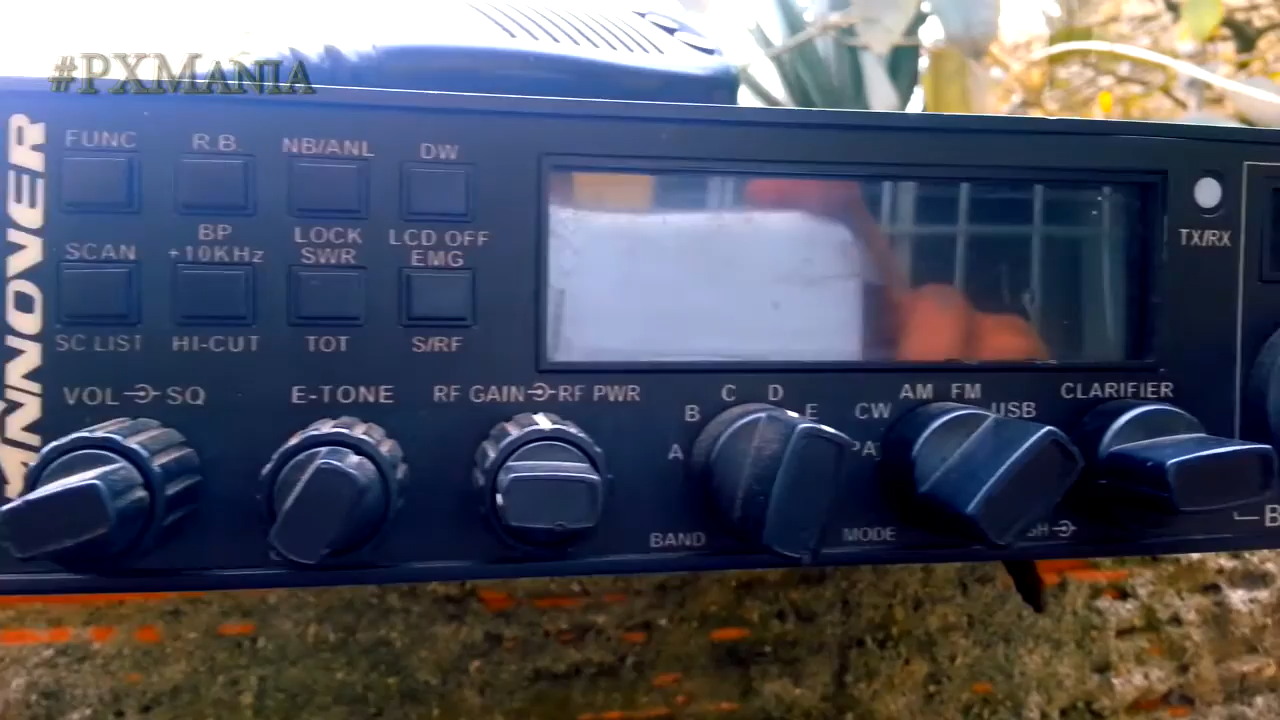 #PXMANIA
ANNOVER
FUNC R.B. NB/ANL DW
SCAN BP +10KHz LOCK SWR LCD OFF EMG
SC.LIST HI-CUT TOT S/RF
TX/RX
VOL SQ E-TONE RF GAIN RF PWR
A B C D E
BAND
CW AM FM USB
MODE
CLARIFIER